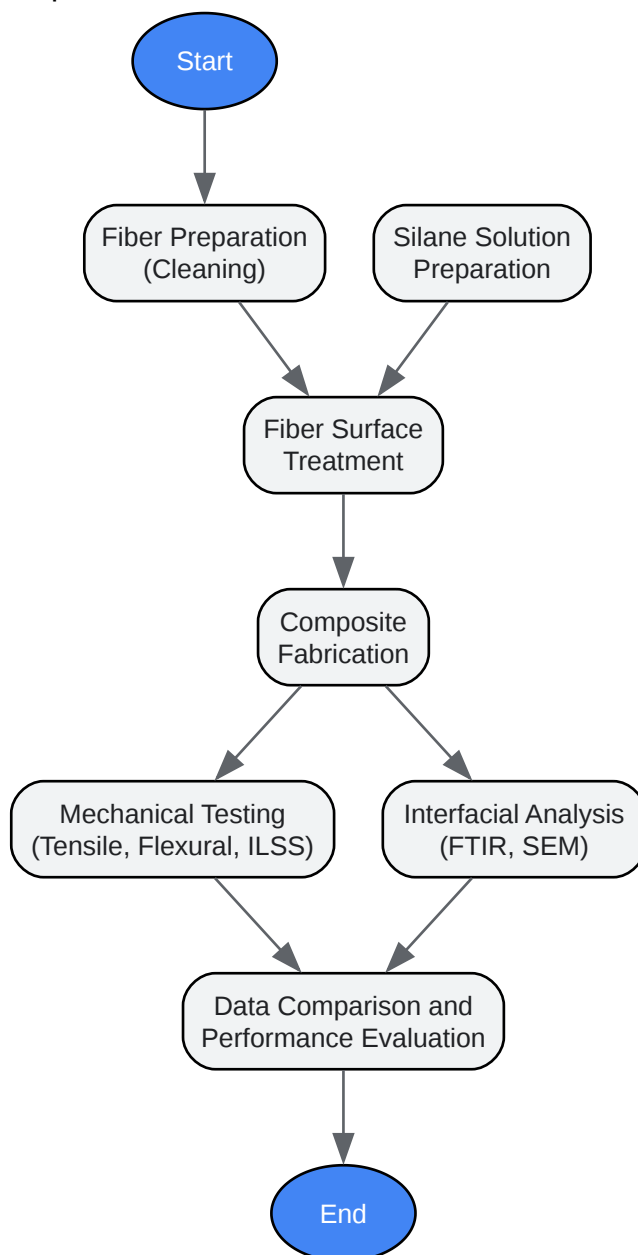 Start
Fiber Preparation
(Cleaning)
Silane Solution
Preparation
Fiber Surface
Treatment
Composite
Fabrication
Mechanical Testing
(Tensile, Flexural, ILSS)
Interfacial Analysis
(FTIR, SEM)
Data Comparison and
Performance Evaluation
End